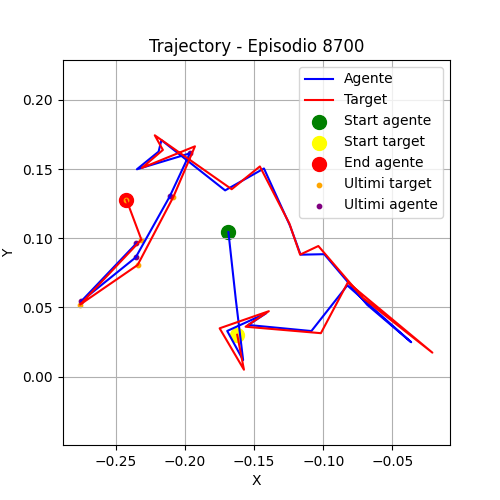 Trajectory - Episodio 8700
Agente
Target
Start agente
Start target
End agente
Ultimi target
Ultimi agente
0.20
0.15
0.10
0.05
0.00
Y
−0.25
−0.20
−0.15
−0.10
−0.05
X